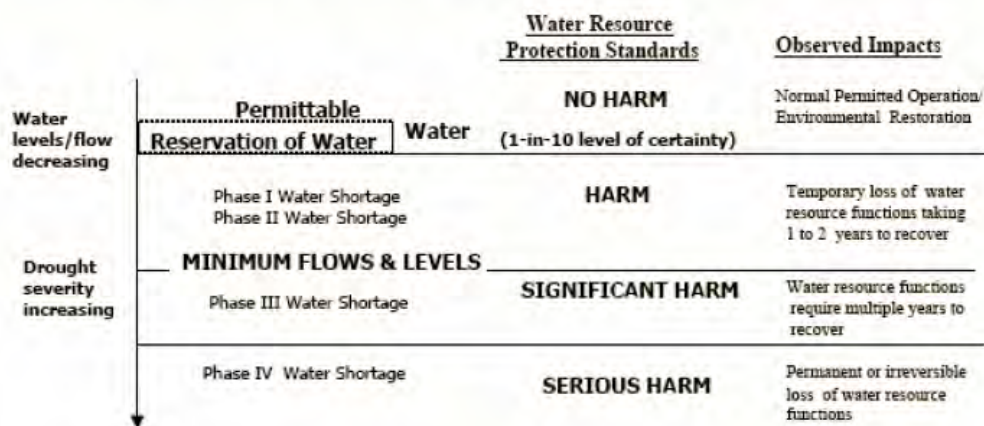 Water Resource
Protection Standards
Observed Impacts
Water
levels/flow
decreasing
Permittable
Reservation of Water
Water
NO HARM
(1-in-10 level of certainty)
Normal Permitted Operation/
Environmental Restoration
Phase I Water Shortage
Phase II Water Shortage
HARM
Temporary loss of water
resource functions taking
1 to 2 years to recover
Drought
severity
increasing
MINIMUM FLOWS & LEVELS
Phase III Water Shortage
SIGNIFICANT HARM
Water resource functions
require multiple years to
recover
Phase IV Water Shortage
SERIOUS HARM
Permanent or irreversible
loss of water resource
functions